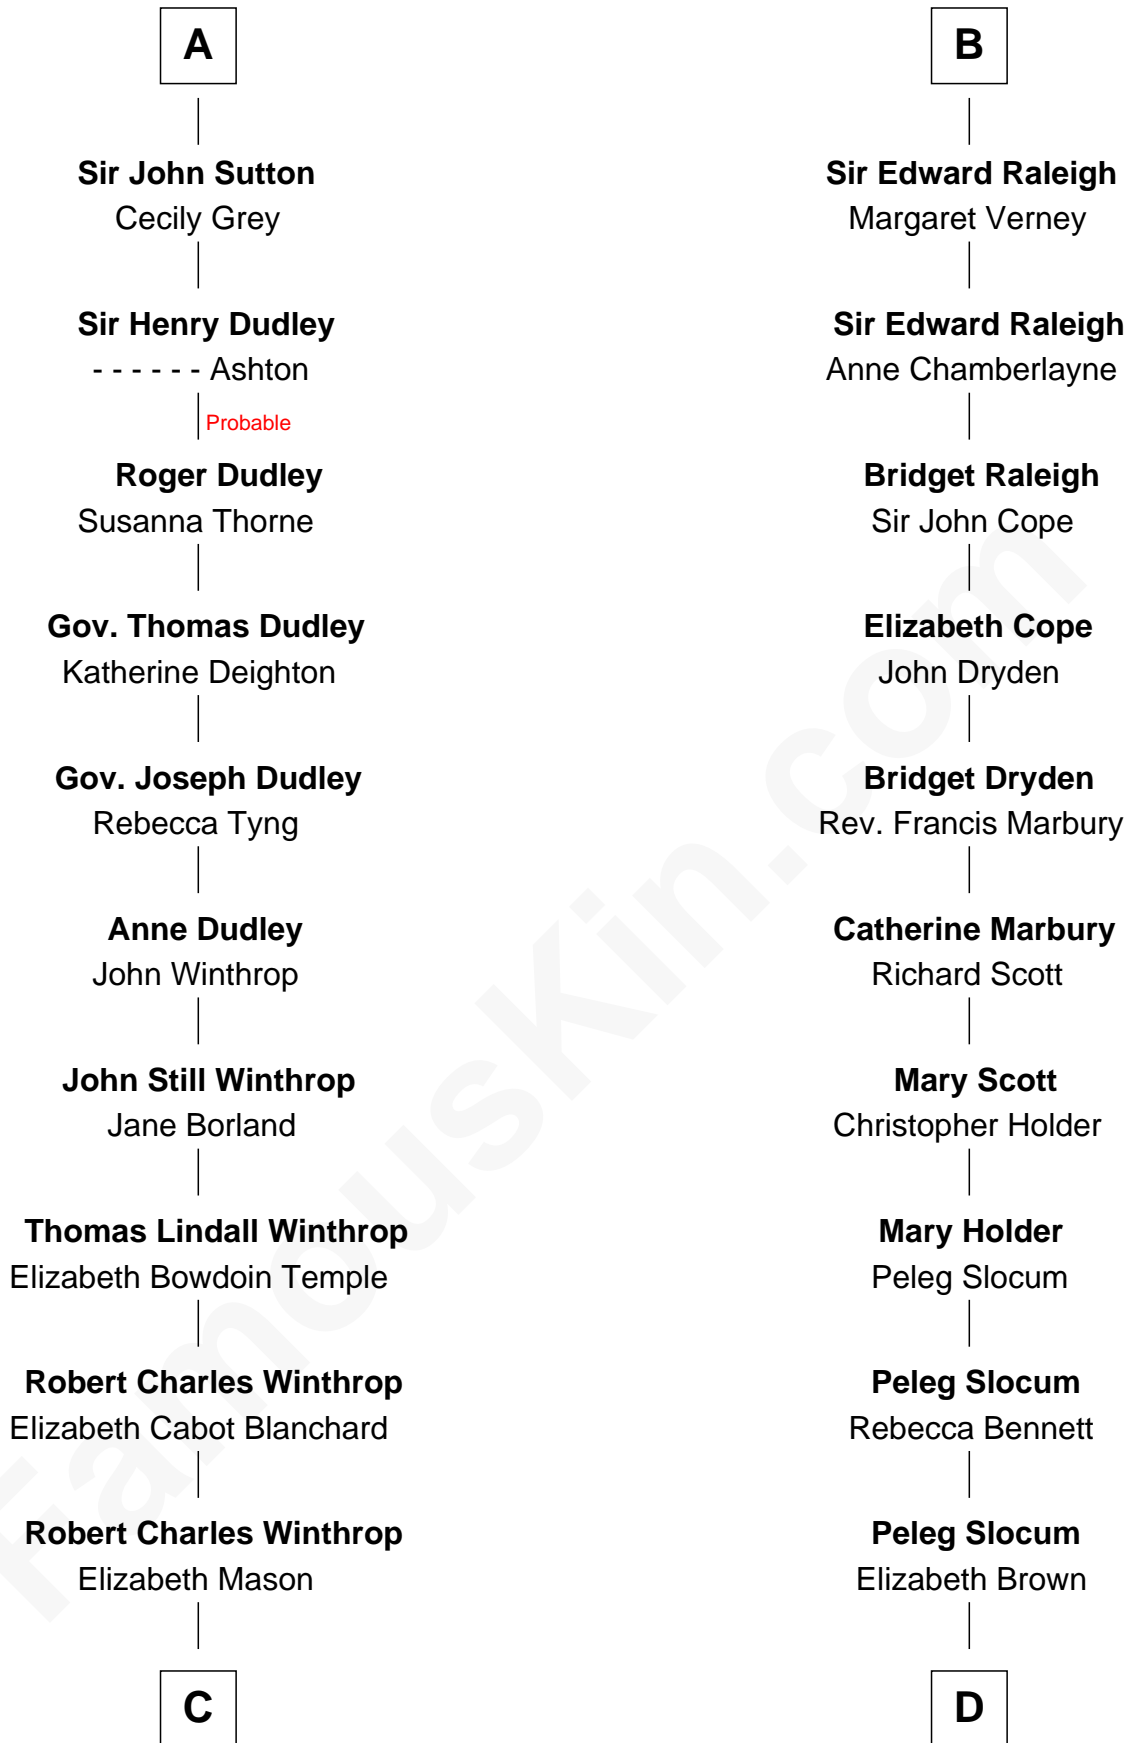 A
Sir John Sutton
Cecily Grey
Sir Henry Dudley
- - - - - - Ashton
Probable
Roger Dudley
Susanna Thorne
Gov. Thomas Dudley
Katherine Deighton
Gov. Joseph Dudley
Rebecca Tyng
Anne Dudley
John Winthrop
John Still Winthrop
Jane Borland
Thomas Lindall Winthrop
Elizabeth Bowdoin Temple
Robert Charles Winthrop
Elizabeth Cabot Blanchard
Robert Charles Winthrop
Elizabeth Mason
C
B
Sir Edward Raleigh
Margaret Verney
Sir Edward Raleigh
Anne Chamberlayne
Bridget Raleigh
Sir John Cope
Elizabeth Cope
John Dryden
Bridget Dryden
Rev. Francis Marbury
Catherine Marbury
Richard Scott
Mary Scott
Christopher Holder
Mary Holder
Peleg Slocum
Peleg Slocum
Rebecca Bennett
Peleg Slocum
Elizabeth Brown
D
FamousKin.com